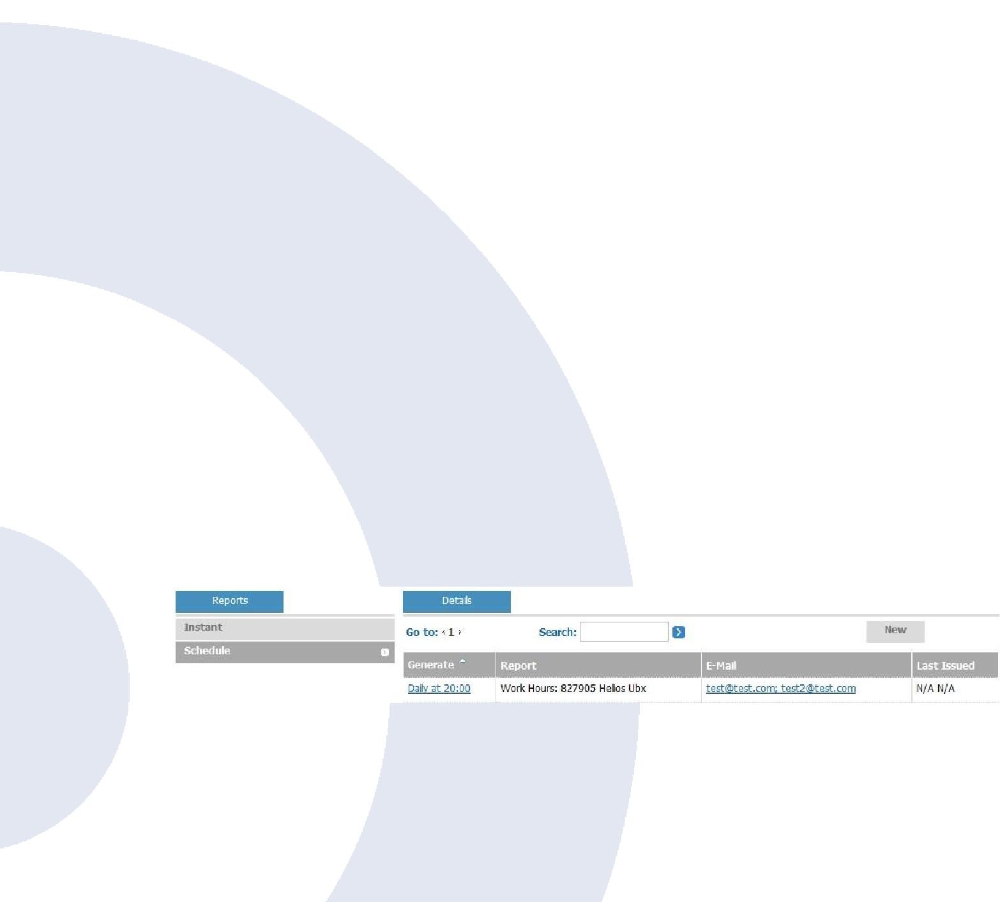 Reports
Instant
Schedule
Details
Go to: ‹ 1 ›
Search:
New
Generate Report E-Mail Last Issued
Daily at 20:00 Work Hours: 827905 Helios Ubx test@test.com; test2@test.com N/A N/A